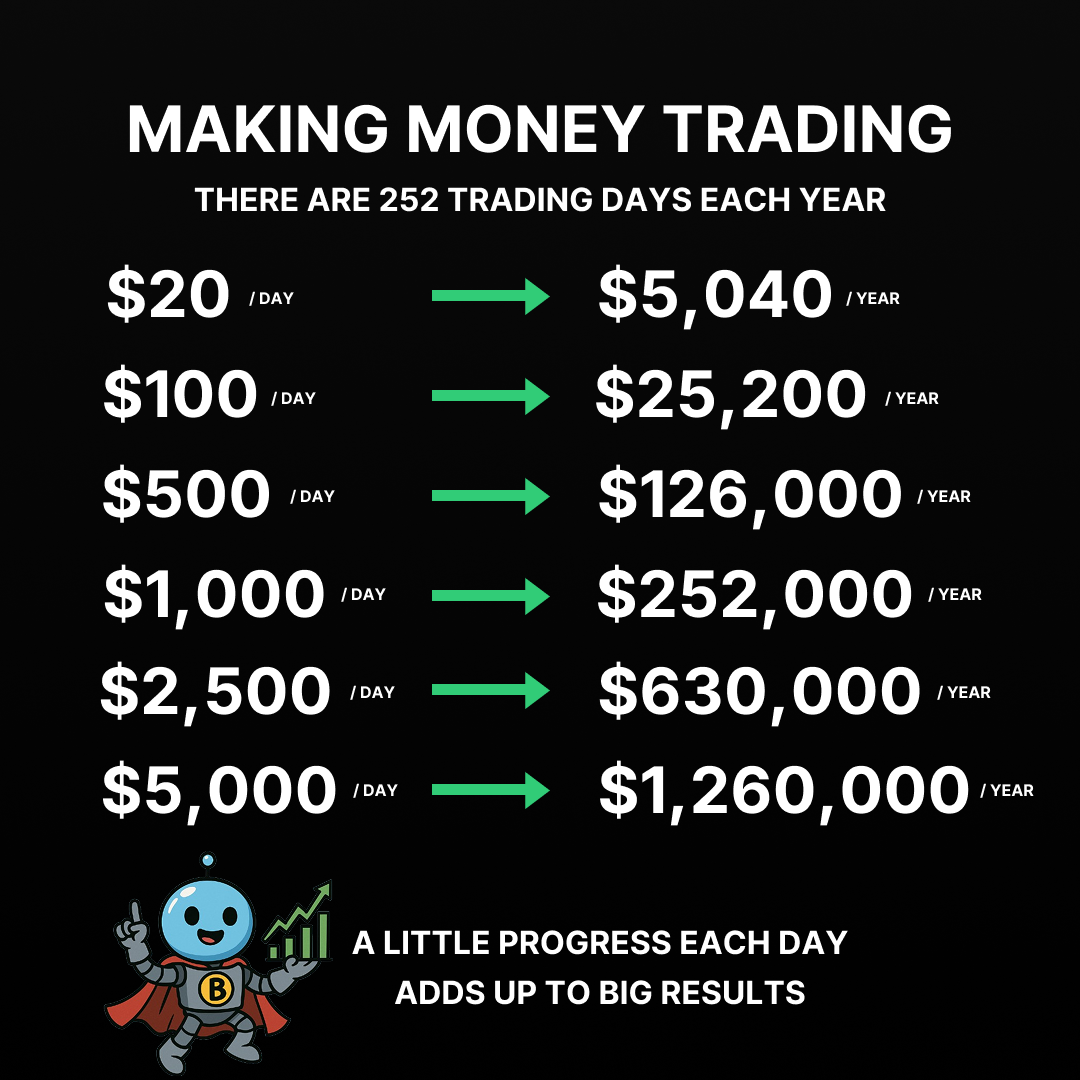 MAKING MONEY TRADING
THERE ARE 252 TRADING DAYS EACH YEAR
$20 / DAY $5,040 / YEAR
$100 / DAY $25,200 / YEAR
$500 / DAY $126,000 / YEAR
$1,000 / DAY $252,000 / YEAR
$2,500 / DAY $630,000 / YEAR
$5,000 / DAY $1,260,000 / YEAR
B
A LITTLE PROGRESS EACH DAY
ADDS UP TO BIG RESULTS